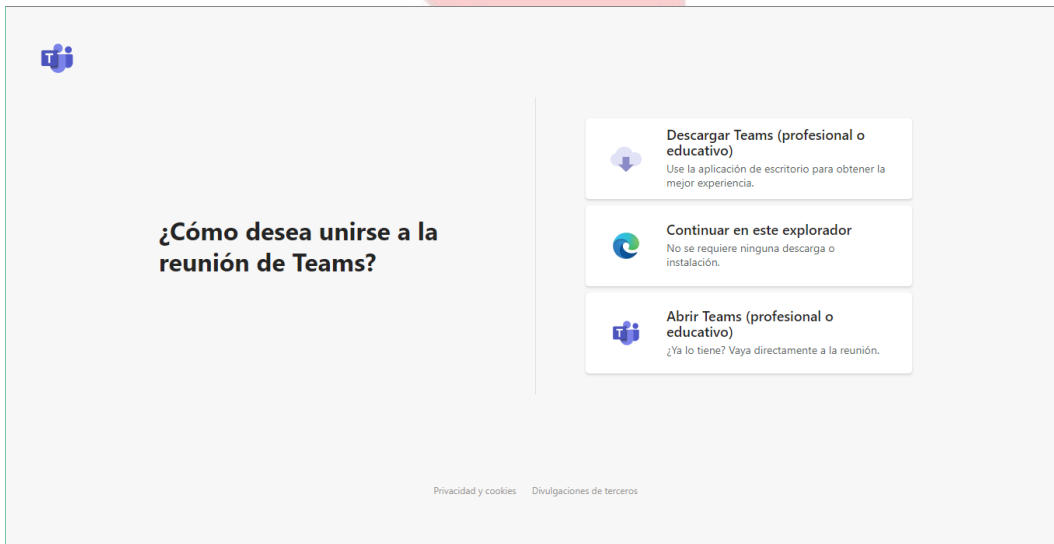 ¿Cómo desea unirse a la
reunión de Teams?
Descargar Teams (profesional o
educativo)
Use la aplicación de escritorio para obtener la
mejor experiencia.
Continuar en este explorador
No se requiere ninguna descarga o
instalación.
Abrir Teams (profesional o
educativo)
¿Ya lo tiene? Vaya directamente a la reunión.
Privacidad y cookies Divulgaciones de terceros